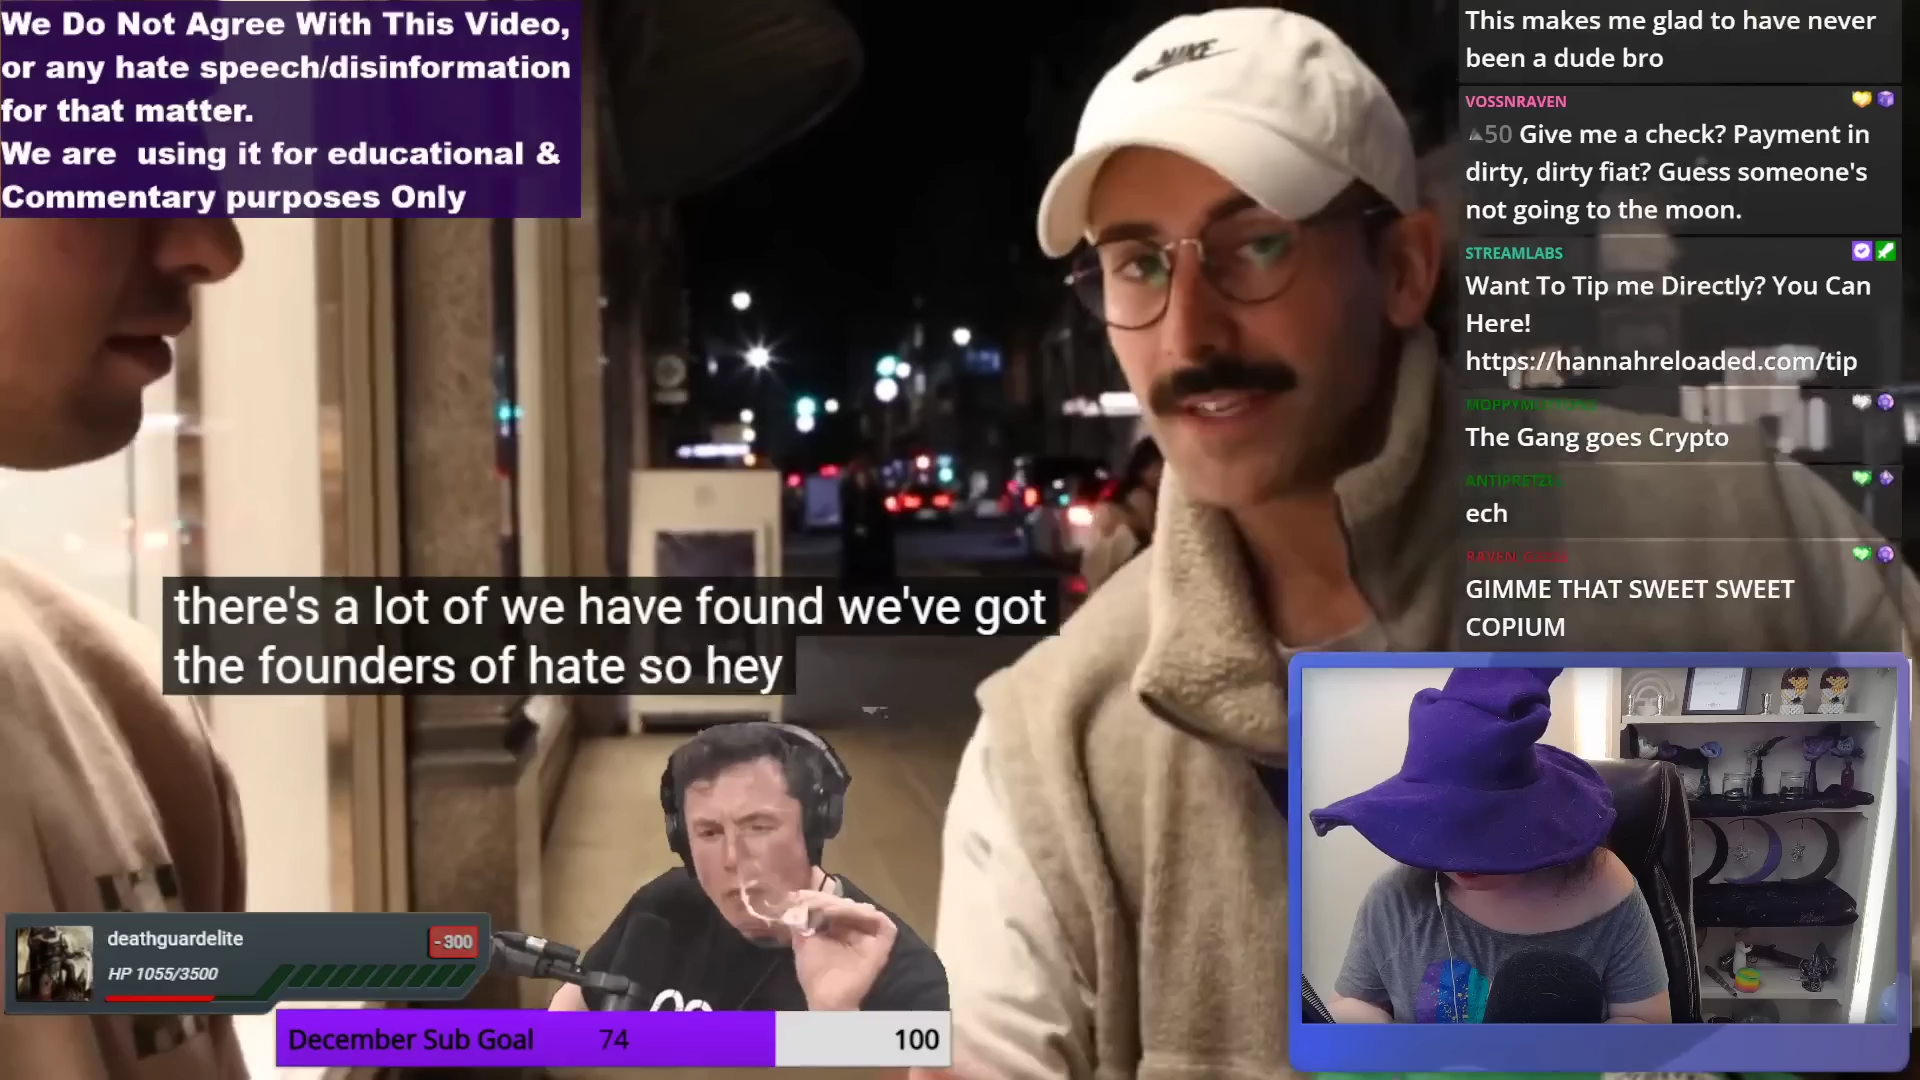 We Do Not Agree With This Video,
or any hate speech/disinformation
for that matter.
We are using it for educational &
Commentary purposes Only
NIKE
This makes me glad to have never
been a dude bro
VOSSNRAVEN
50 Give me a check? Payment in
dirty, dirty fiat? Guess someone's
not going to the moon.
STREAMLABS
Want To Tip me Directly? You Can
Here!
https://hannahreloaded.com/tip
The Gang goes Crypto
ANTIPRETZEL
ech
GIMME THAT SWEET SWEET
COPIUM
there's a lot of we have found we've got
the founders of hate so hey
deathguardelite
-300
HP 1055/3500
December Sub Goal 74 100